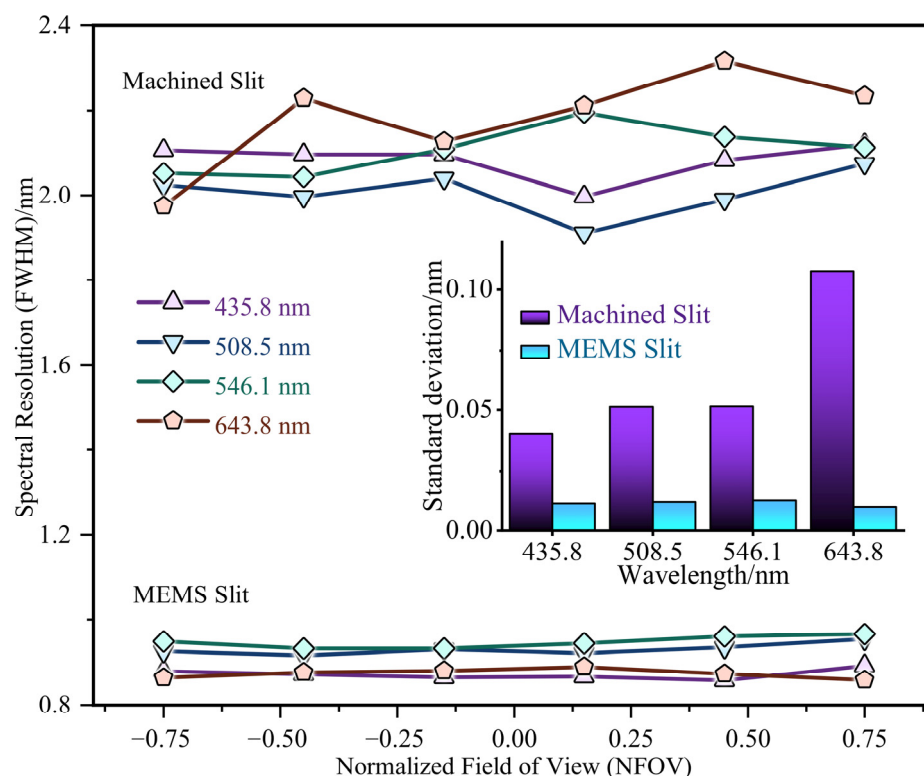 2.4
2.0
1.6
1.2
0.8
Spectral Resolution (FWHM)/nm
Machined Slit
435.8 nm
508.5 nm
546.1 nm
643.8 nm
MEMS Slit
Standard deviation/nm
0.10
0.05
0.00
Machined Slit
MEMS Slit
435.8 508.5 546.1 643.8
Wavelength/nm
−0.75 −0.50 −0.25 0.00 0.25 0.50 0.75
Normalized Field of View (NFOV)